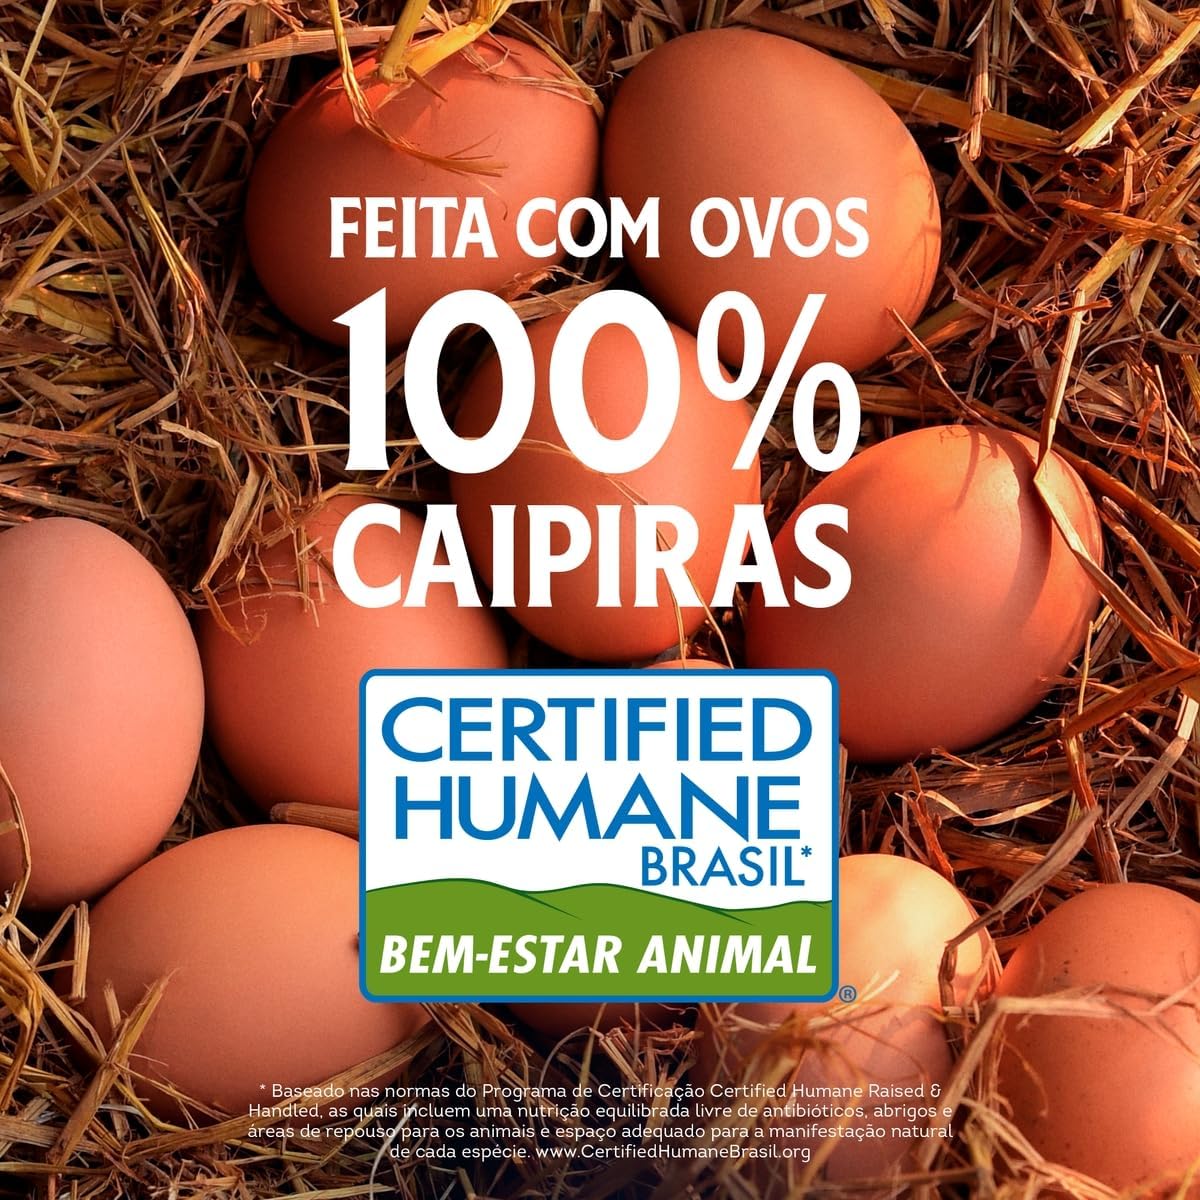 FEITA COM OVOS
100%
CAIPIRAS
CERTIFIED
HUMANE
BRASIL*
BEM-ESTAR ANIMAL
®
* Baseado nas normas do Programa de Certificação Certified Humane Raised &
Handled, as quais incluem uma nutrição equilibrada livre de antibióticos, abrigos e
áreas de repouso para os animais e espaço adequado para a manifestação natural
de cada espècie. www.CertifiedHumaneBrasil.org